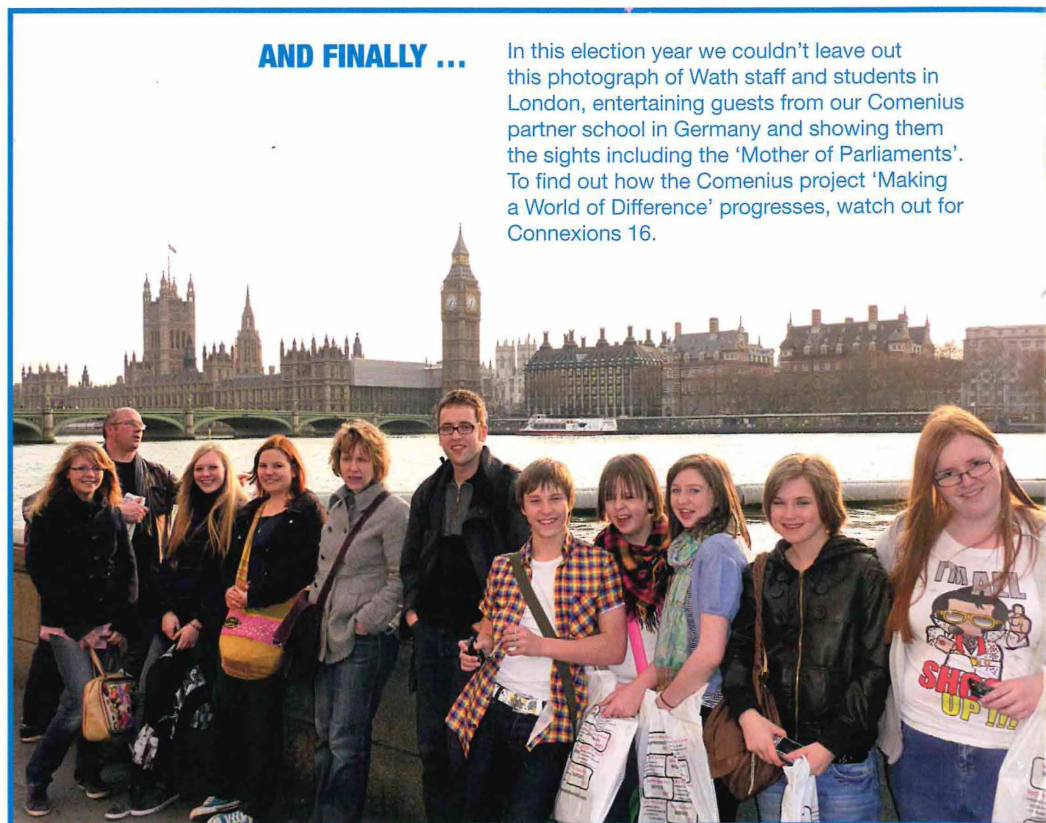 AND FINALLY ...
In this election year we couldn't leave out
this photograph of Wath staff and students in
London, entertaining guests from our Comenius
partner school in Germany and showing them
the sights including the 'Mother of Parliaments'.
To find out how the Comenius project 'Making
a World of Difference' progresses, watch out for
Connexions 16.
I'M ALL
SHOOK
UP !!!